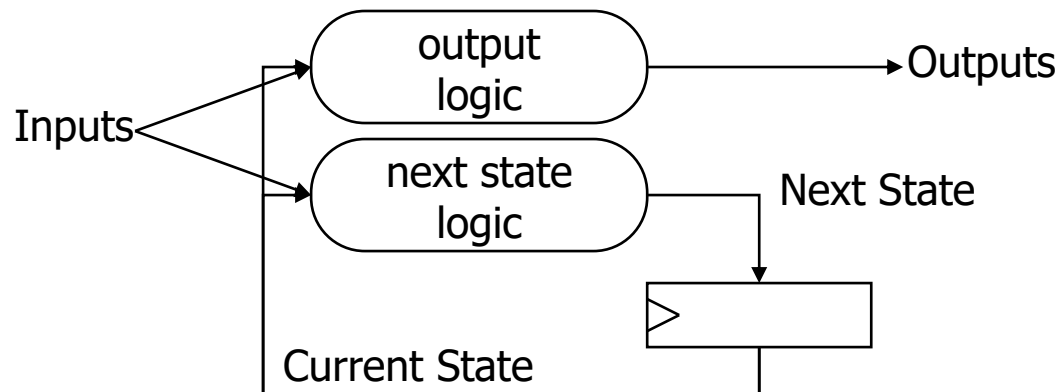 output
logic
Outputs
Inputs
next state
logic
Next State
Current State